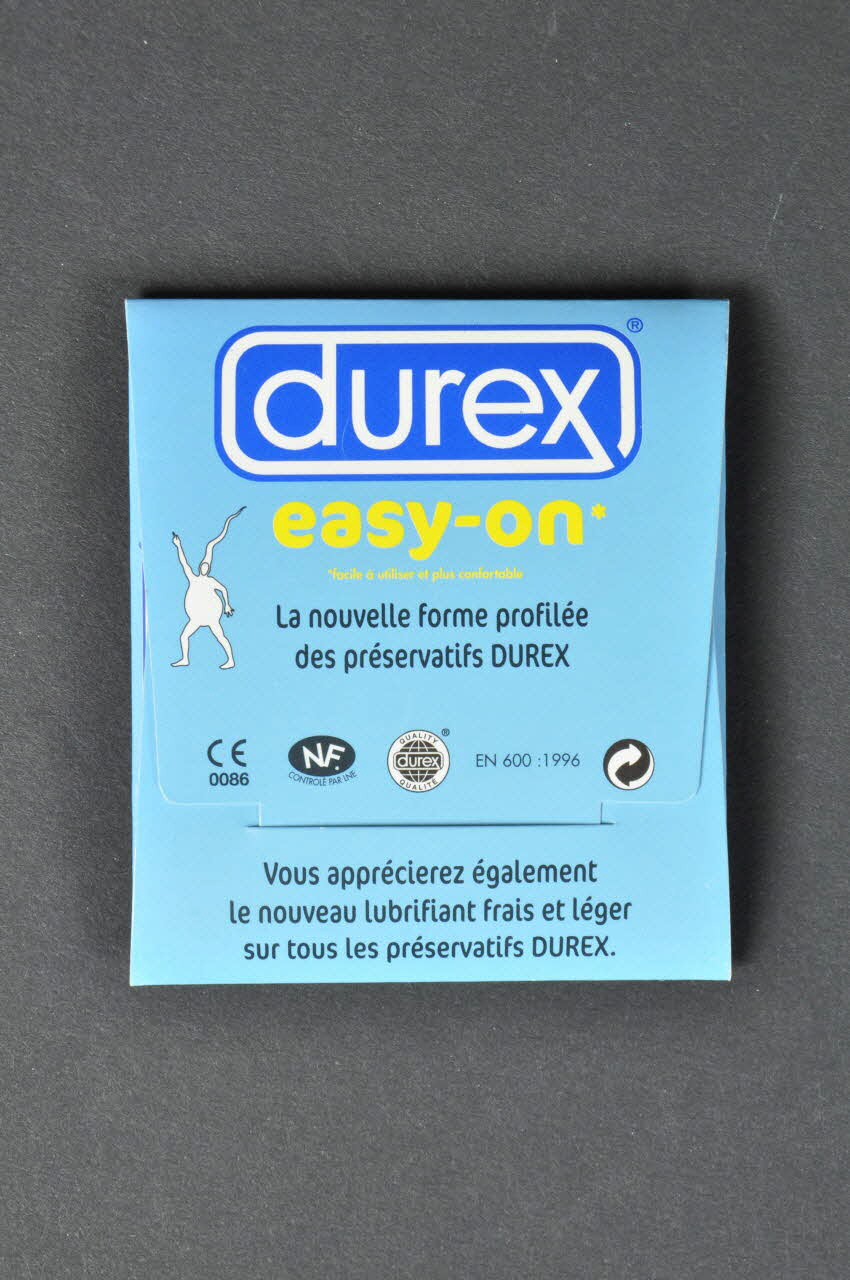 durex®
easy-on*
*facile à utiliser et plus confortable
La nouvelle forme profilée
des préservatifs DUREX
CE
0086
NF.
CONTROLÉ PAR LNE
QUALITY
durex®
QUALITÉ
EN 600 :1996
Vous apprécierez également
le nouveau lubrifiant frais et léger
sur tous les préservatifs DUREX.